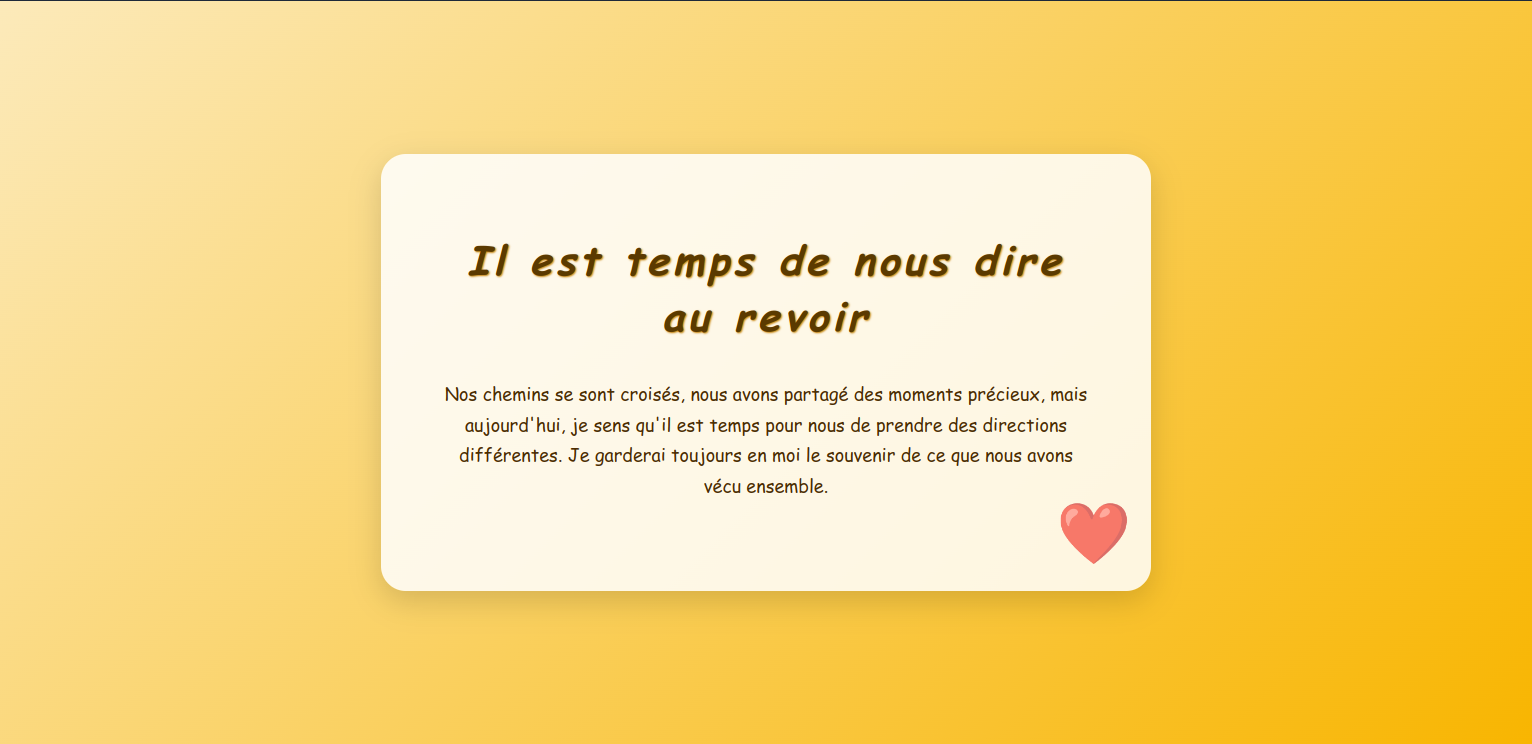 Il est temps de nous dire
au revoir
Nos chemins se sont croisés, nous avons partagé des moments précieux, mais
aujourd'hui, je sens qu'il est temps pour nous de prendre des directions
différentes. Je garderai toujours en moi le souvenir de ce que nous avons
vécu ensemble.